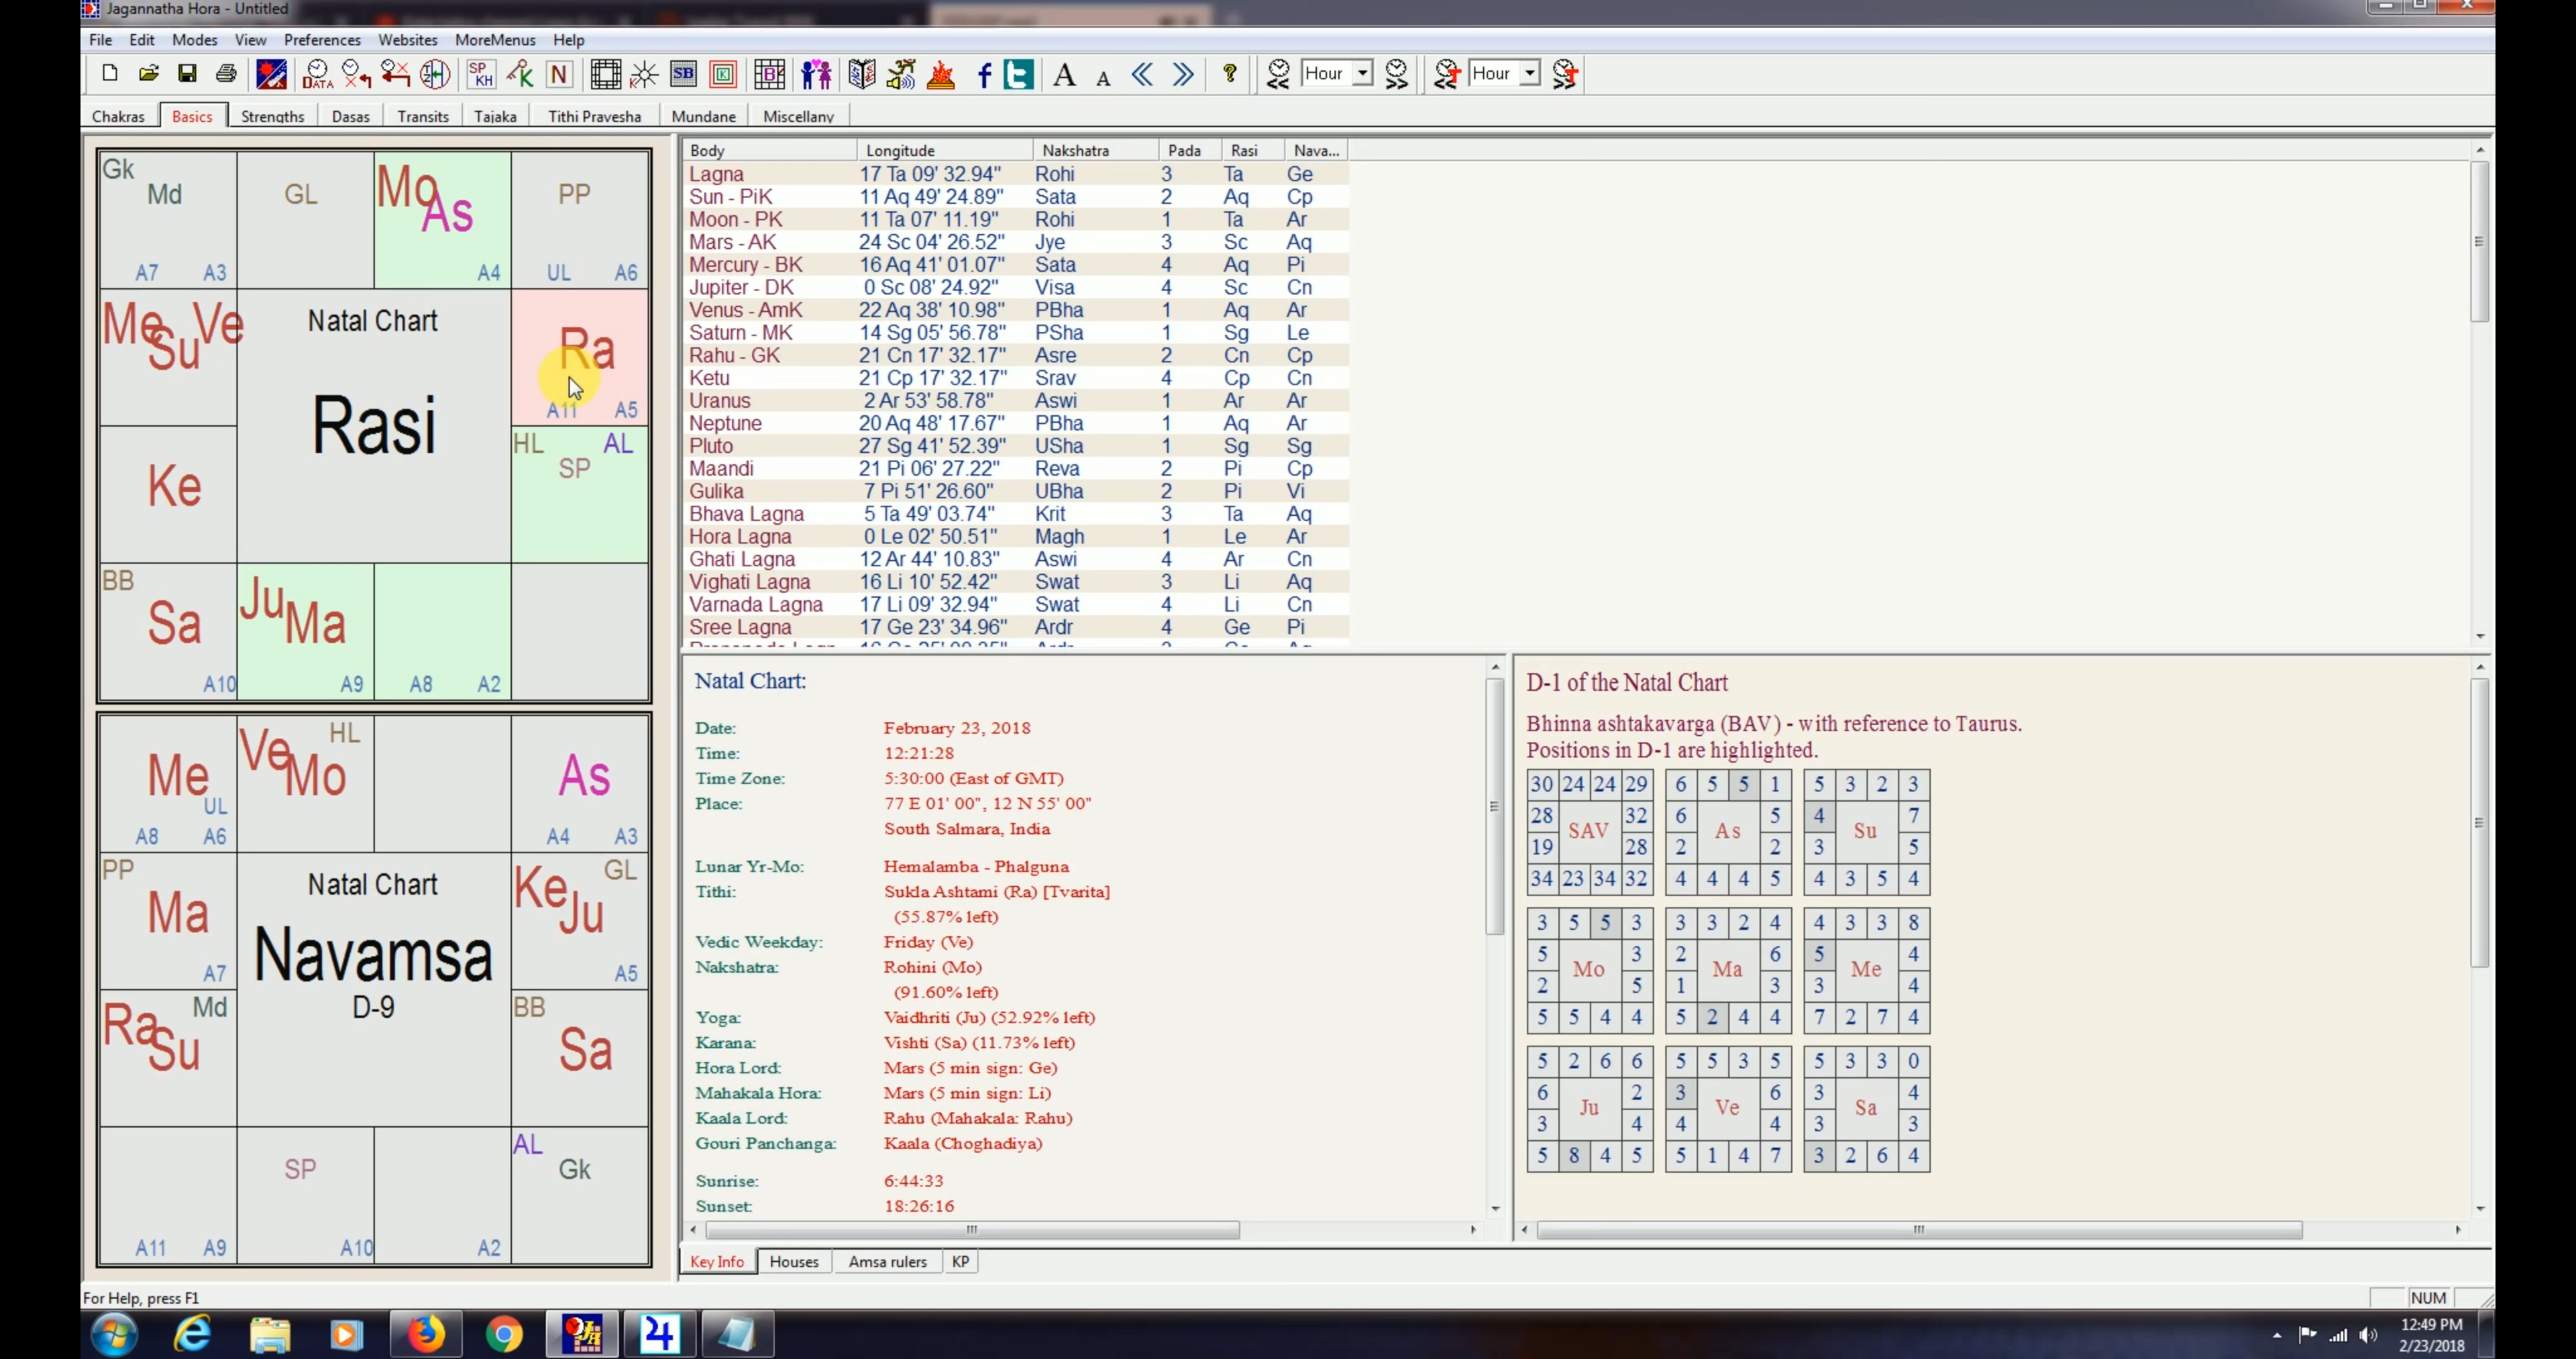 Jagannatha Hora - Untitled
File Edit Modes View Preferences Websites MoreMenus Help
DATA SP KH K N K SB K B f t A A ? Hour Hour
Chakras Basics Strengths Dasas Transits Tajaka Tithi Pravesha Mundane Miscellany
Gk Md A7 A3
GL
Mo As A4
PP UL A6
Me Su Ve
Natal Chart
Rasi
Ra A11 A5
Ke
HL AL SP
BB Sa A10
Ju Ma A9
A8 A2
Me UL A8 A6
Ve HL Mo
As A4 A3
PP Ma A7
Natal Chart
Navamsa
D-9
Ke GL Ju A5
Ra Md Su
BB Sa
A11 A9
SP A10
A2
AL Gk
Body Longitude Nakshatra Pada Rasi Nava...
Lagna 17 Ta 09' 32.94" Rohi 3 Ta Ge
Sun - PiK 11 Aq 49' 24.89" Sata 2 Aq Cp
Moon - PK 11 Ta 07' 11.19" Rohi 1 Ta Ar
Mars - AK 24 Sc 04' 26.52" Jye 3 Sc Aq
Mercury - BK 16 Aq 41' 01.07" Sata 4 Aq Pi
Jupiter - DK 0 Sc 08' 24.92" Visa 4 Sc Cn
Venus - AmK 22 Aq 38' 10.98" PBha 1 Aq Ar
Saturn - MK 14 Sg 05' 56.78" PSha 1 Sg Le
Rahu - GK 21 Cn 17' 32.17" Asre 2 Cn Cp
Ketu 21 Cp 17' 32.17" Srav 4 Cp Cn
Uranus 2 Ar 53' 58.78" Aswi 1 Ar Ar
Neptune 20 Aq 48' 17.67" PBha 1 Aq Ar
Pluto 27 Sg 41' 52.39" USha 1 Sg Sg
Maandi 21 Pi 06' 27.22" Reva 2 Pi Cp
Gulika 7 Pi 51' 26.60" UBha 2 Pi Vi
Bhava Lagna 5 Ta 49' 03.74" Krit 3 Ta Aq
Hora Lagna 0 Le 02' 50.51" Magh 1 Le Ar
Ghati Lagna 12 Ar 44' 10.83" Aswi 4 Ar Cn
Vighati Lagna 16 Li 10' 52.42" Swat 3 Li Aq
Varnada Lagna 17 Li 09' 32.94" Swat 4 Li Cn
Sree Lagna 17 Ge 23' 34.96" Ardr 4 Ge Pi
Natal Chart:
Date: February 23, 2018
Time: 12:21:28
Time Zone: 5:30:00 (East of GMT)
Place: 77 E 01' 00", 12 N 55' 00"
South Salmara, India
Lunar Yr-Mo: Hemalamba - Phalguna
Tithi: Sukla Ashtami (Ra) [Tvarita]
(55.87% left)
Vedic Weekday: Friday (Ve)
Nakshatra: Rohini (Mo)
(91.60% left)
Yoga: Vaidhriti (Ju) (52.92% left)
Karana: Vishti (Sa) (11.73% left)
Hora Lord: Mars (5 min sign: Ge)
Mahakala Hora: Mars (5 min sign: Li)
Kaala Lord: Rahu (Mahakala: Rahu)
Gouri Panchanga: Kaala (Choghadiya)
Sunrise: 6:44:33
Sunset: 18:26:16
Key Info Houses Amsa rulers KP
D-1 of the Natal Chart
Bhinna ashtakavarga (BAV) - with reference to Taurus.
Positions in D-1 are highlighted.
30 24 24 29 6 5 5 1 5 3 2 3
28 32 6 5 4 7
SAV As Su
19 28 2 2 3 5
34 23 34 32 4 4 4 5 4 3 5 4
3 5 5 3 3 3 2 4 4 3 3 8
5 3 2 6 5 4
Mo Ma Me
2 5 1 3 3 4
5 5 4 4 5 2 4 4 7 2 7 4
5 2 6 6 5 5 3 5 5 3 3 0
6 2 3 6 3 4
Ju Ve Sa
3 4 4 4 3 3
5 8 4 5 5 1 4 7 3 2 6 4
For Help, press F1
NUM
12:49 PM
2/23/2018